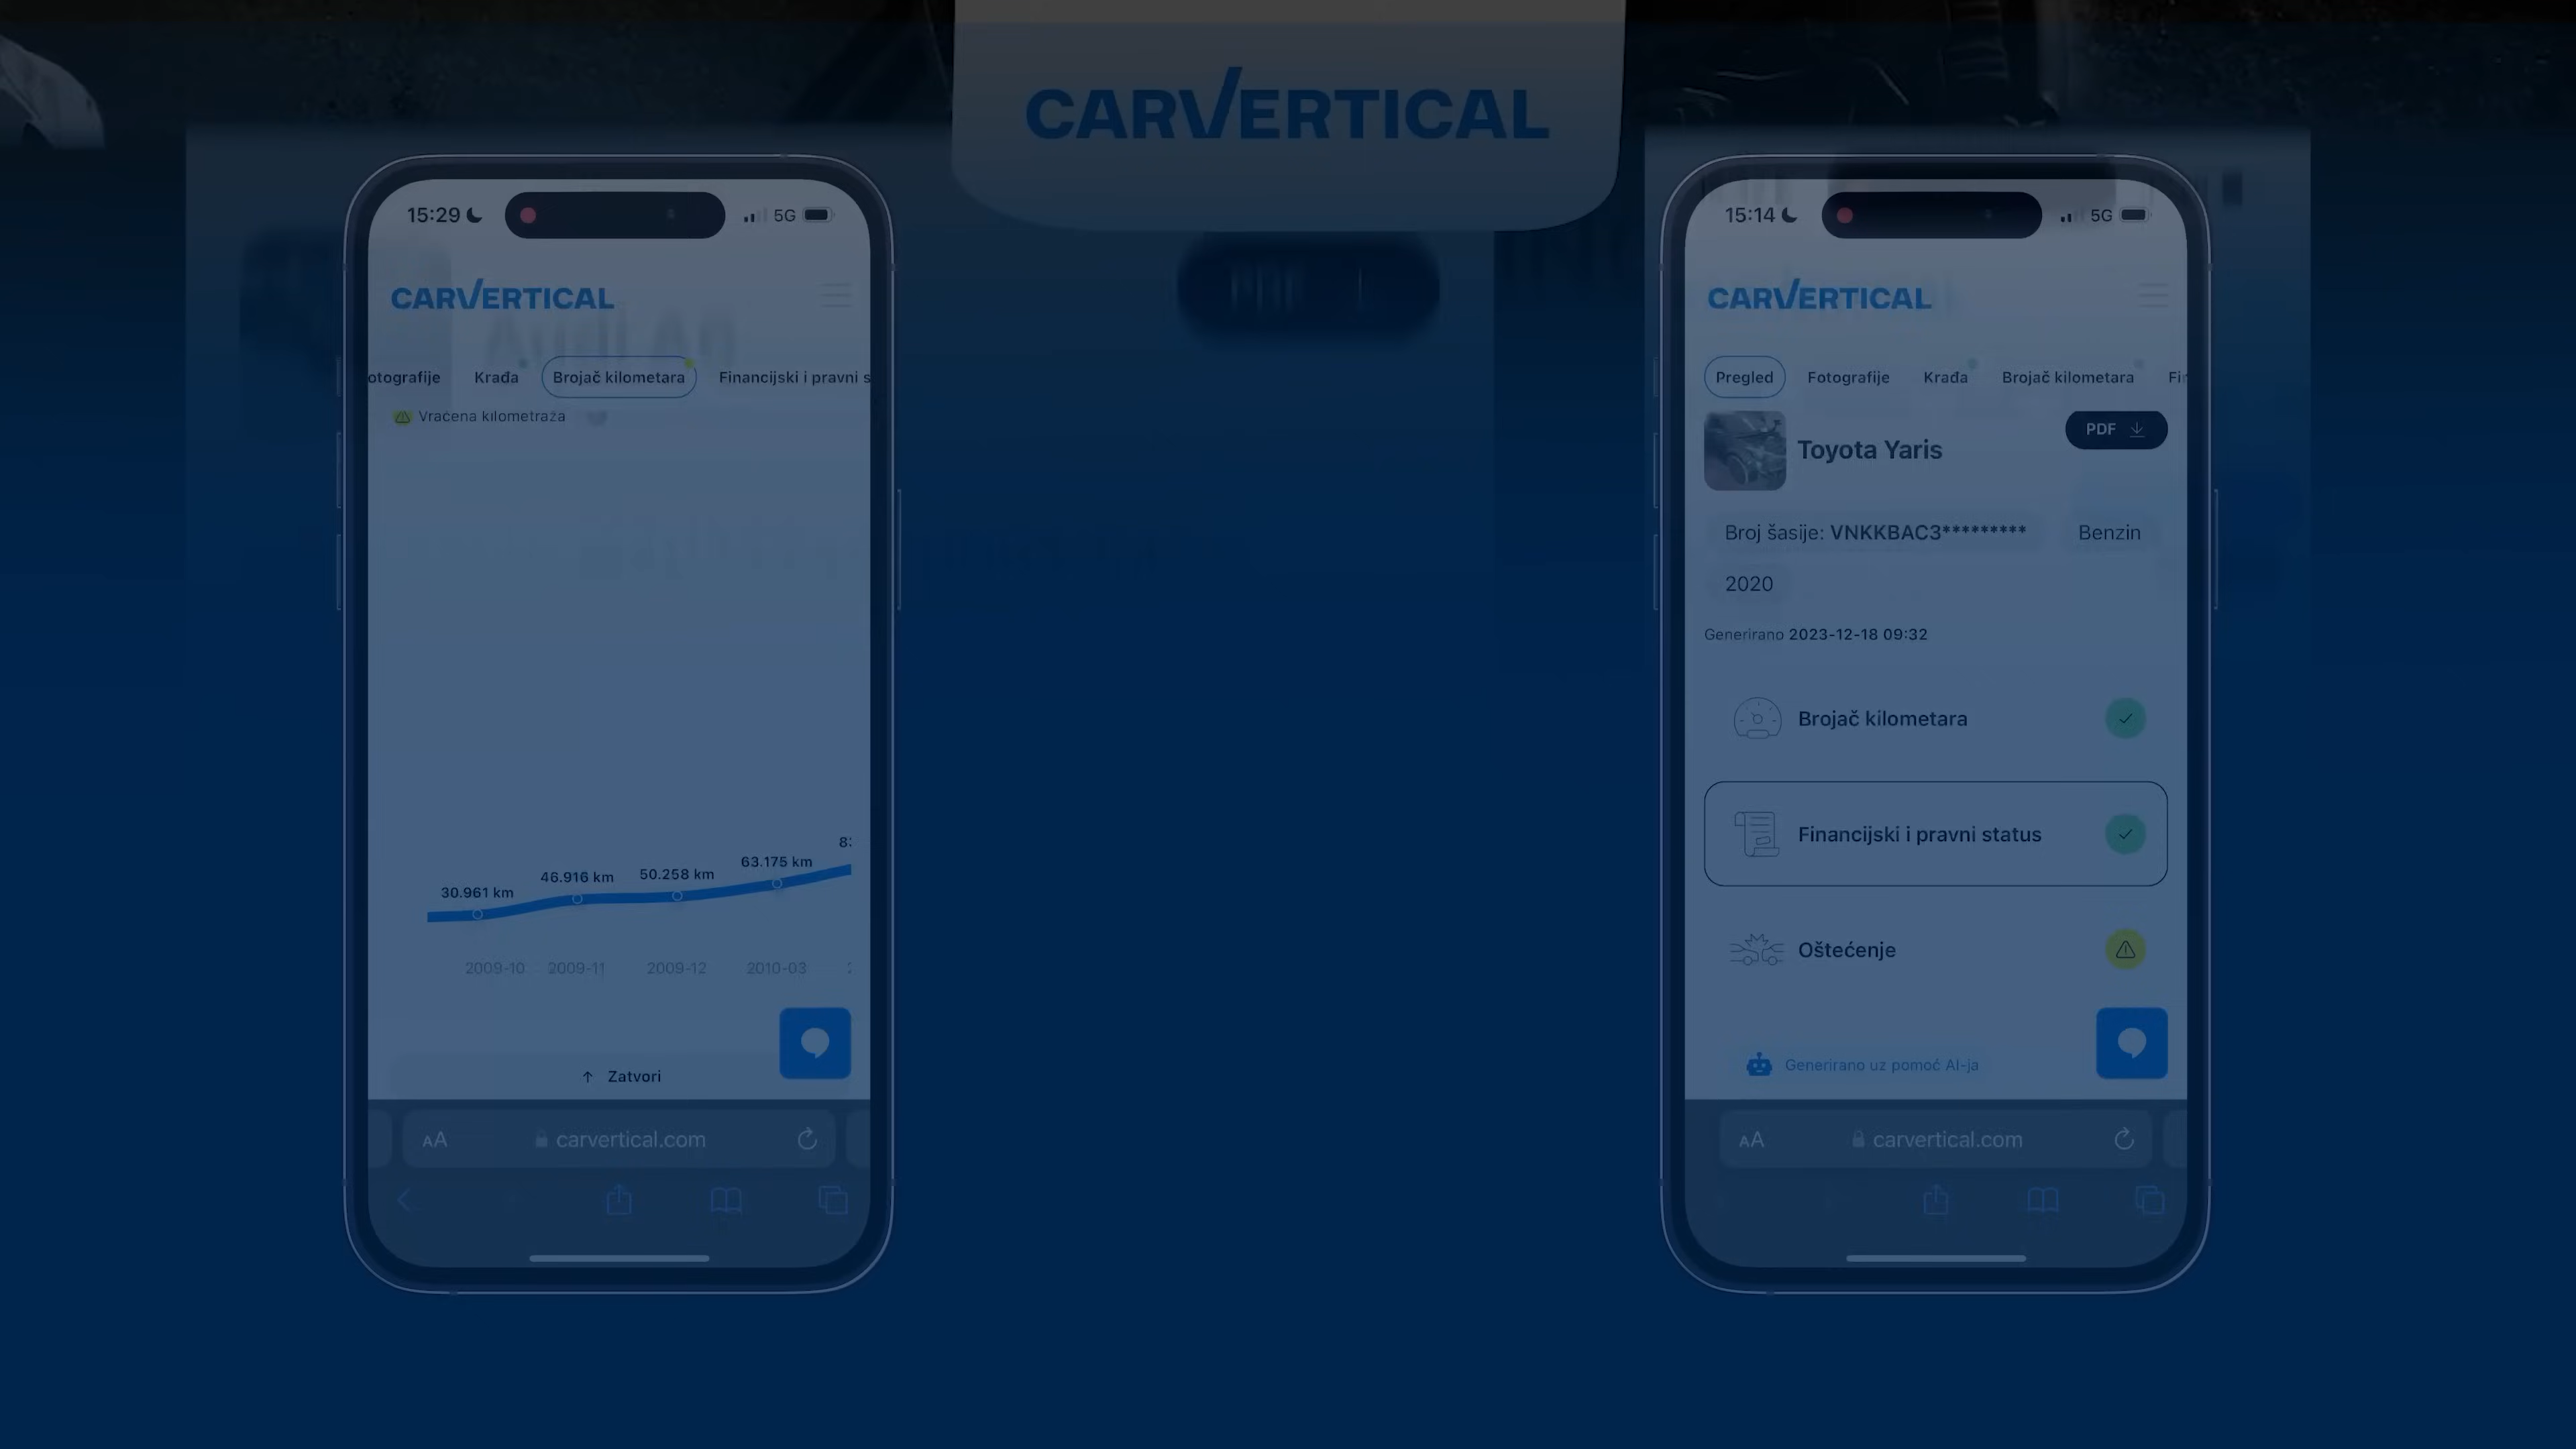 CARVERTICAL
15:29
5G
CARVERTICAL
otografije Krađa Brojač kilometara Financijski i pravni s
Vraćena kilometraža
30.961 km 46.916 km 50.258 km 63.175 km
2009-10 2009-11 2009-12 2010-03
↑ Zatvori
AA carvertical.com
15:14
5G
CARVERTICAL
Pregled Fotografije Krađa Brojač kilometara
Toyota Yaris
PDF
Broj šasije: VNKKBAC3********* Benzin
2020
Generirano 2023-12-18 09:32
Brojač kilometara
Financijski i pravni status
Oštećenje
Generirano uz pomoć AI-ja
AA carvertical.com